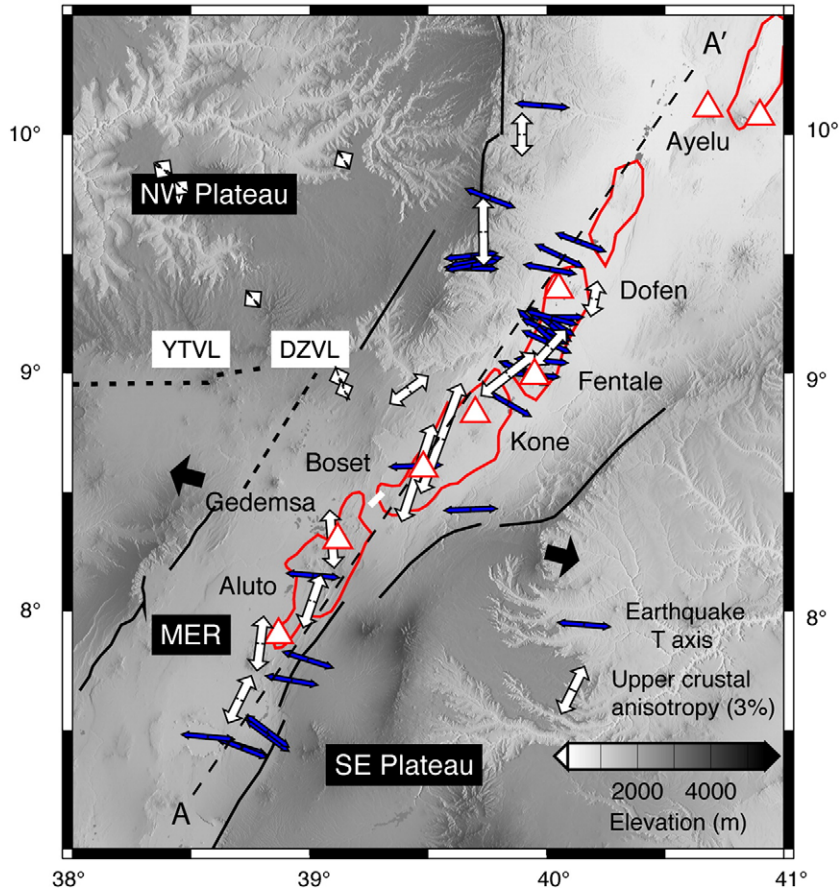 A'
10°
10°
Ayelu
NW Plateau
Dofen
YTVL
DZVL
9°
9°
Fentale
Kone
Boset
Gedemsa
Aluto
8°
8°
MER
Earthquake
T axis
Upper crustal
anisotropy (3%)
SE Plateau
2000 4000
Elevation (m)
A
38°
39°
40°
41°